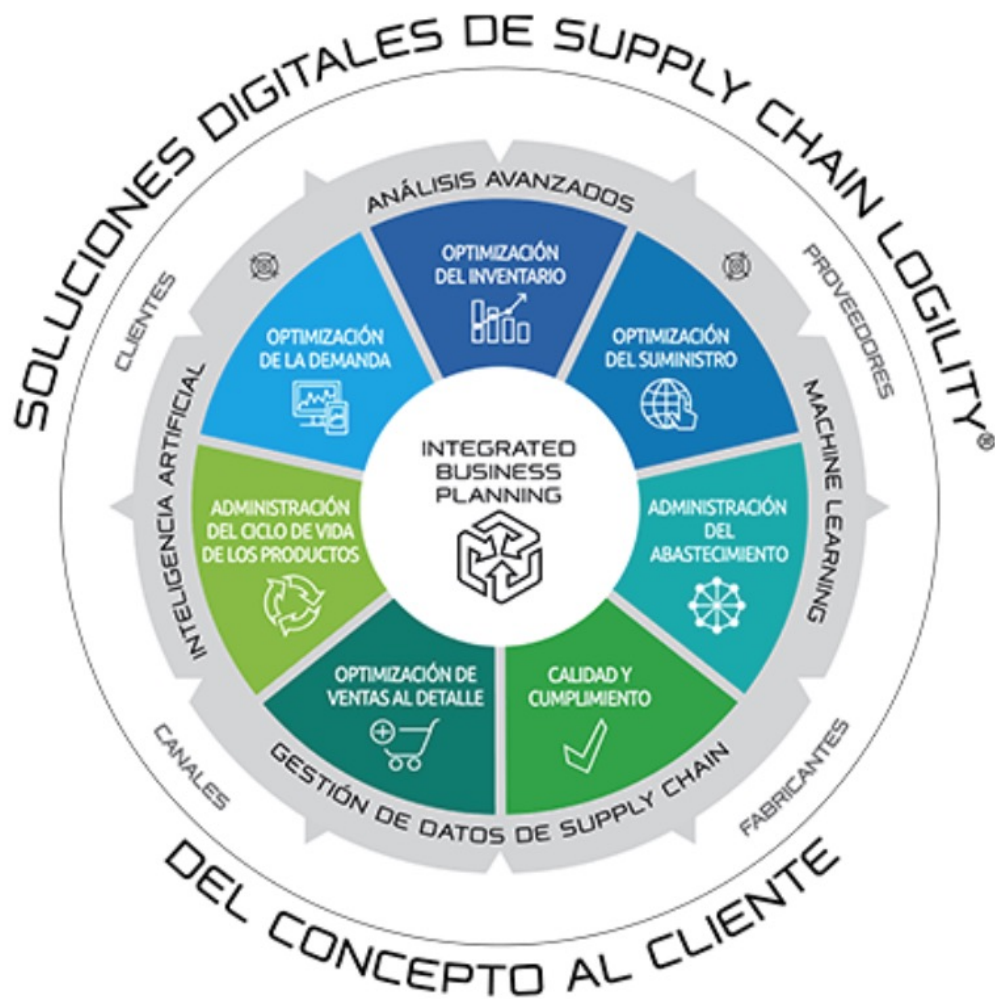 SOLUCIONES DIGITALES DE SUPPLY CHAIN LOGILITY®
CLIENTES
PROVEEDORES
ANÁLISIS AVANZADOS
INTELIGENCIA ARTIFICIAL
MACHINE LEARNING
OPTIMIZACIÓN
DEL INVENTARIO
OPTIMIZACIÓN
DE LA DEMANDA
OPTIMIZACIÓN
DEL SUMINISTRO
INTEGRATED
BUSINESS
PLANNING
ADMINISTRACIÓN
DEL CICLO DE VIDA
DE LOS PRODUCTOS
ADMINISTRACIÓN
DEL
ABASTECIMIENTO
OPTIMIZACIÓN DE
VENTAS AL DETALLE
CALIDAD Y
CUMPLIMIENTO
GESTIÓN DE DATOS DE SUPPLY CHAIN
CANALES
FABRICANTES
DEL CONCEPTO AL CLIENTE